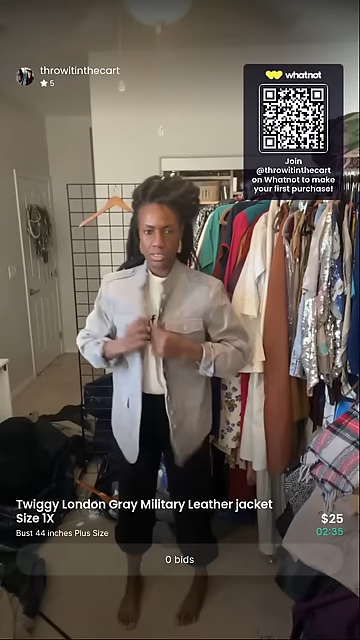 throwitinthecart
★ 5
whatnot
Join
@throwitinthecart
on Whatnot to make
your first purchase!
Twiggy London Gray Military Leather jacket
Size 1X
$25
Bust 44 inches Plus Size
02:35
0 bids